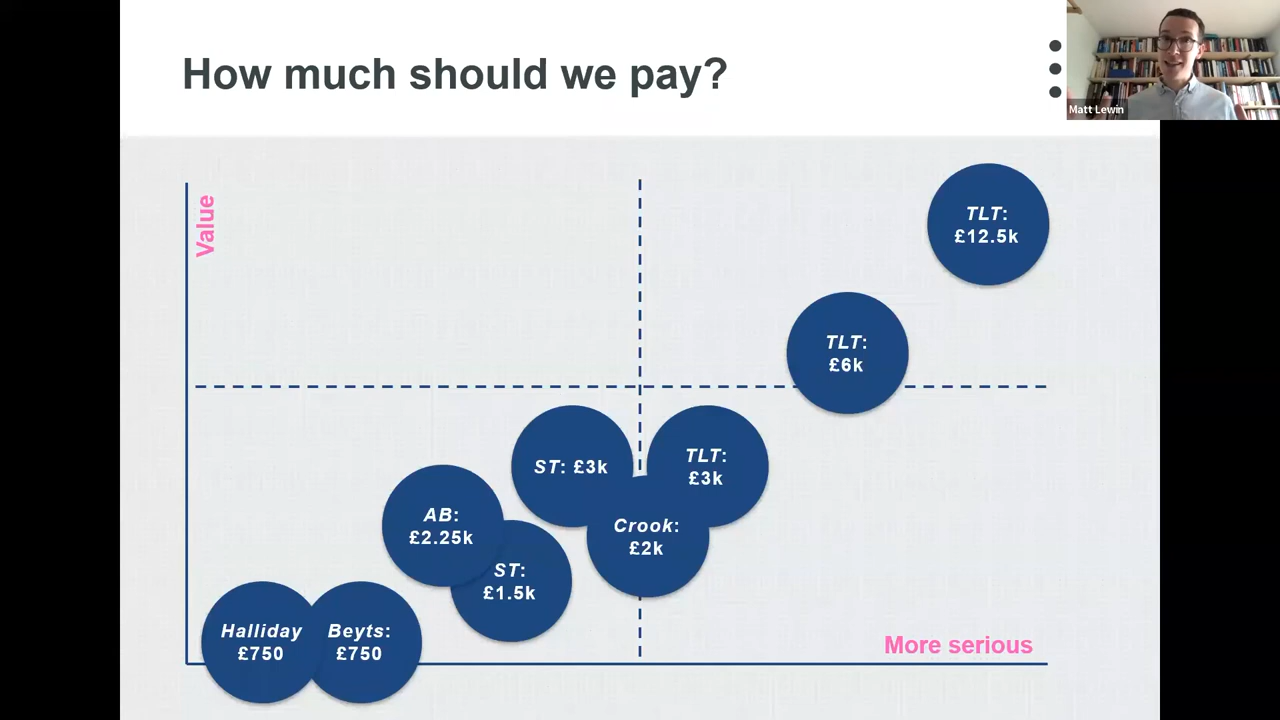 How much should we pay?
Matt Lewin
Value
TLT:
£12.5k
TLT:
£6k
ST: £3k
TLT:
£3k
AB:
£2.25k
Crook:
£2k
ST:
£1.5k
Halliday
£750
Beyts:
£750
More serious